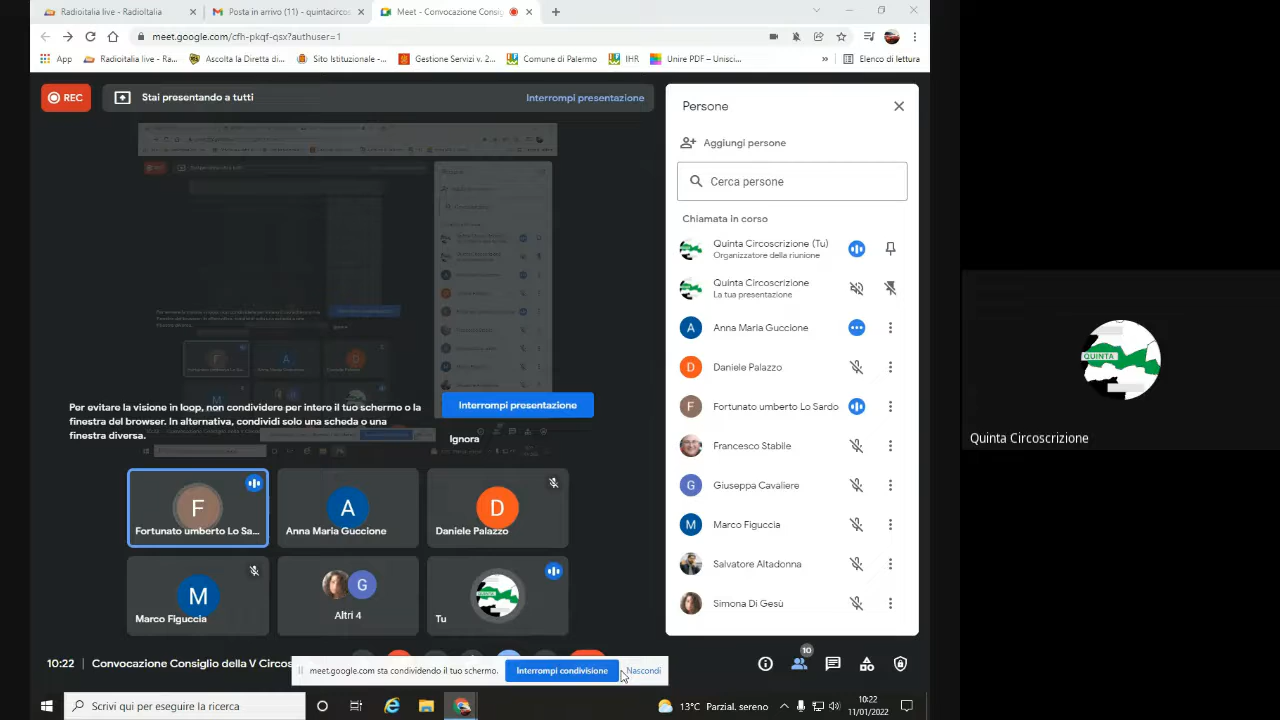 Radioitalia live - RadioItalia
Posta in arrivo (11) - quintacircos
Meet - Convocazione Consig
meet.google.com/cfh-pkqf-qsx?authuser=1
App
Radioitalia live - Ra...
Ascolta la Diretta di...
Sito Istituzionale -...
Gestione Servizi v. 2...
Comune di Palermo
IHR
Unire PDF – Unisci...
»
Elenco di lettura
REC
Stai presentando a tutti
Interrompi presentazione
Per evitare la visione in loop, non condividere per intero il tuo schermo o la
finestra del browser. In alternativa, condividi solo una scheda o una
finestra diversa.
Interrompi presentazione
Ignora
F
Fortunato umberto Lo Sa...
A
Anna Maria Guccione
D
Daniele Palazzo
M
Marco Figuccia
G
Altri 4
Tu
Persone
Aggiungi persone
Cerca persone
Chiamata in corso
Quinta Circoscrizione (Tu)
Organizzatore della riunione
Quinta Circoscrizione
La tua presentazione
A Anna Maria Guccione
D Daniele Palazzo
F Fortunato umberto Lo Sardo
Francesco Stabile
G Giuseppa Cavaliere
M Marco Figuccia
Salvatore Altadonna
Simona Di Gesù
10:22 | Convocazione Consiglio della V Circos
meet.google.com sta condividendo il tuo schermo.
Interrompi condivisione
Nascondi
10
Scrivi qui per eseguire la ricerca
13°C Parzial. sereno
10:22
11/01/2022
QUINTA
Quinta Circoscrizione